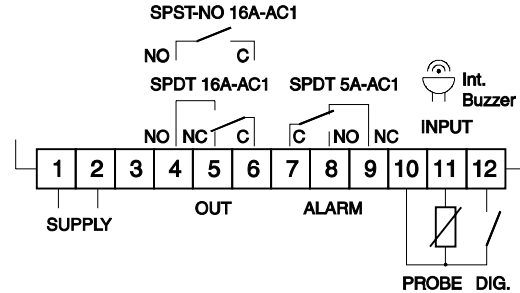 SPST-NO 16A-AC1
NO C
SPDT 16A-AC1 SPDT 5A-AC1
Int.
Buzzer
INPUT
NO NC C C NO NC
1 2 3 4 5 6 7 8 9 10 11 12
SUPPLY OUT ALARM
PROBE DIG.